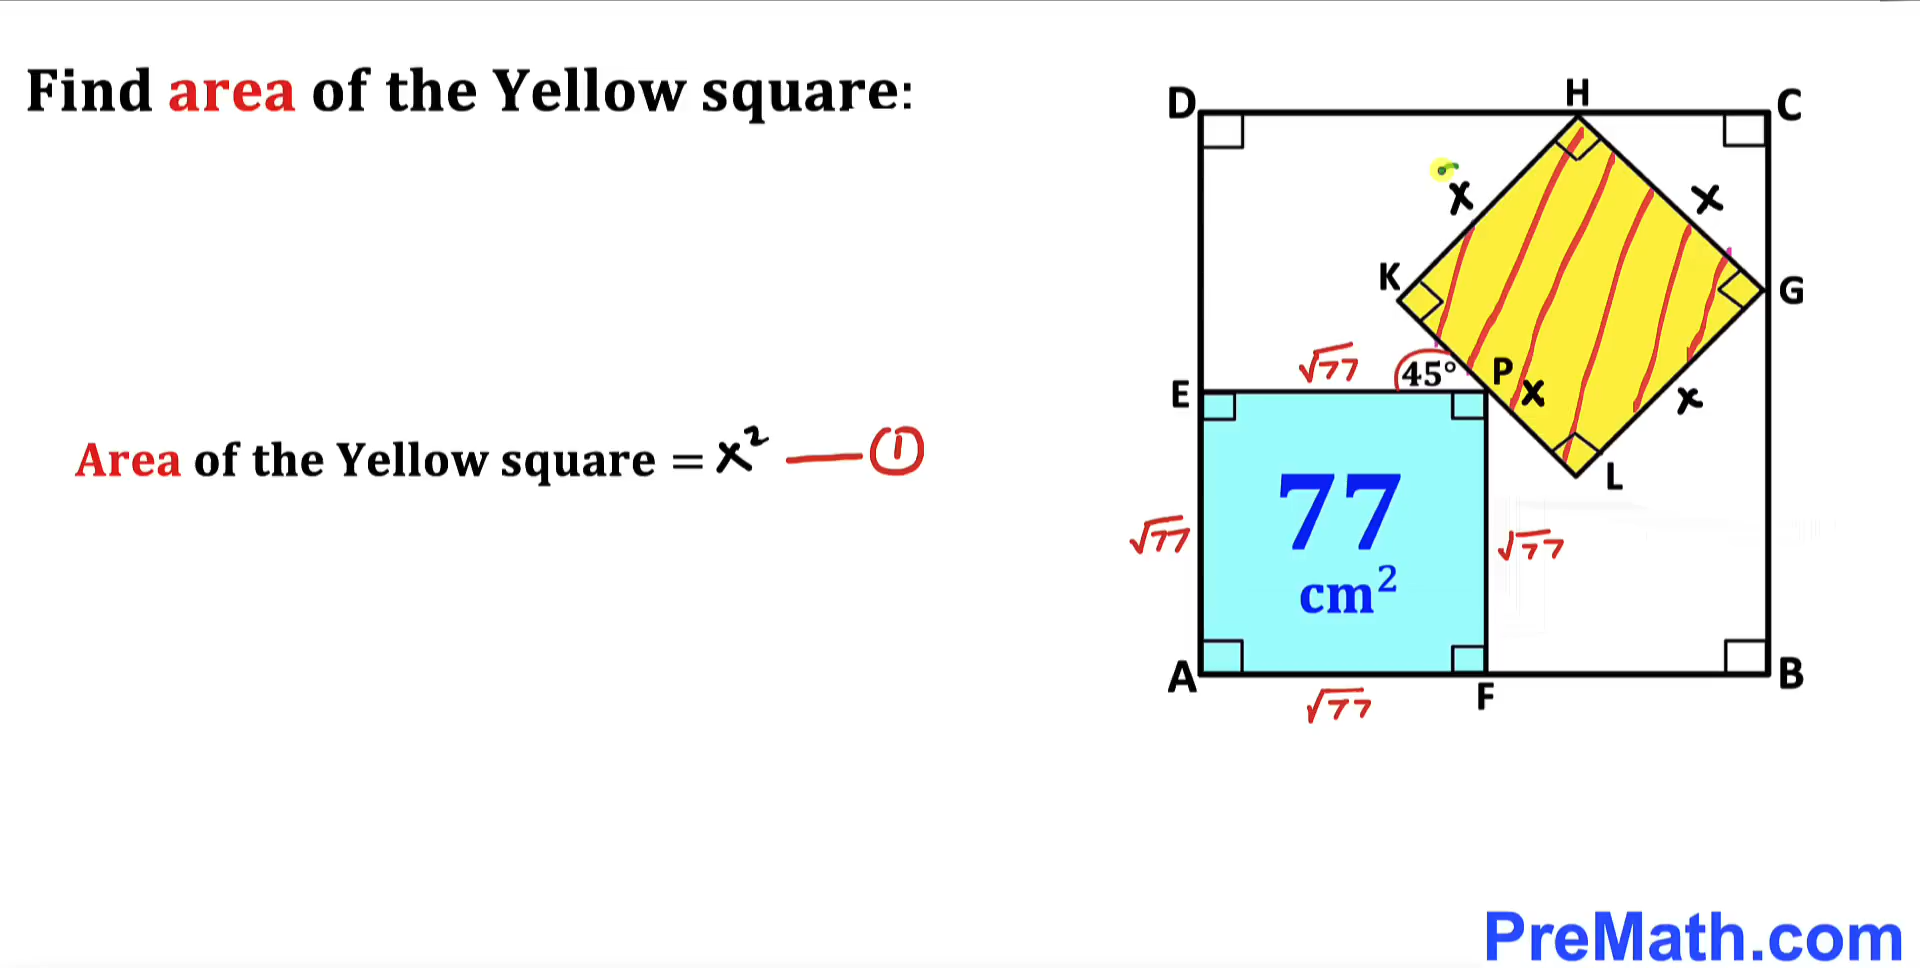 Find area of the Yellow square:
D
H
C
x
x
K
G
√77
45°
P
E
x
x
Area of the Yellow square = x² — ①
L
77
√77
√77
cm²
A
B
F
√77
PreMath.com